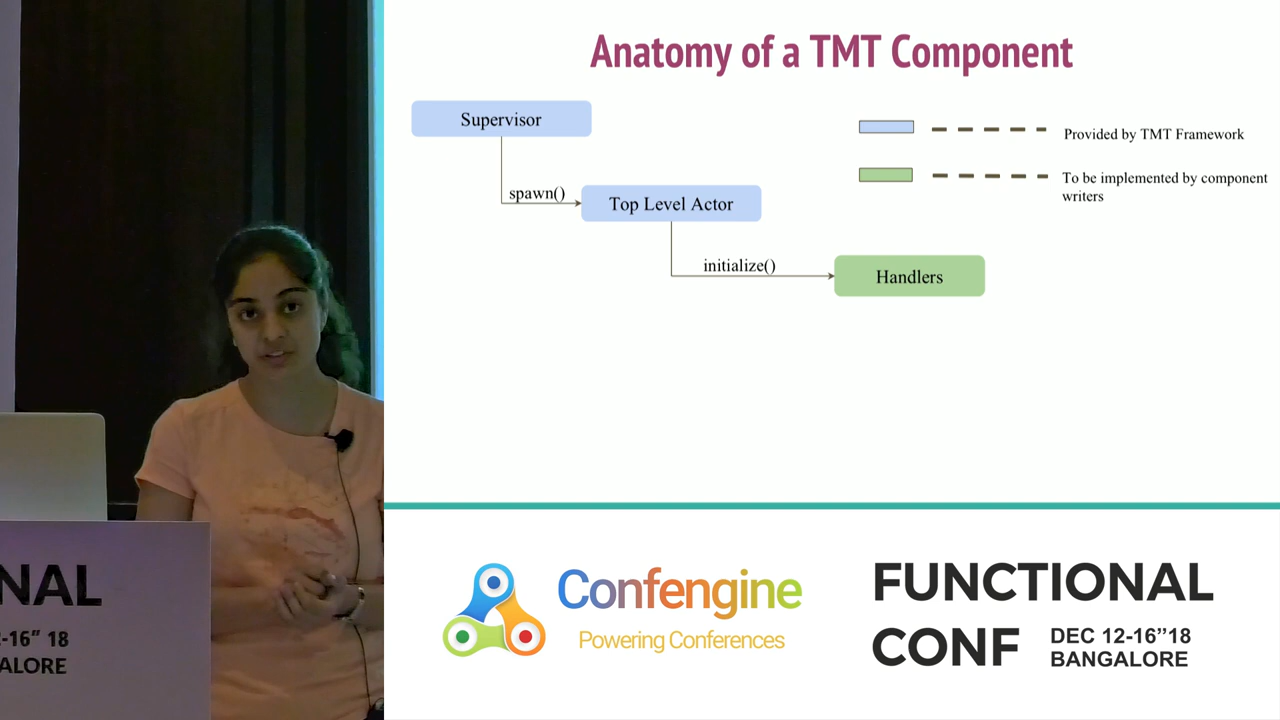 Anatomy of a TMT Component
Supervisor
spawn()
Top Level Actor
initialize()
Handlers
Provided by TMT Framework
To be implemented by component
writers
NAL
-16” 18
ALORE
Confengine
Powering Conferences
FUNCTIONAL
CONF
DEC 12-16”18
BANGALORE